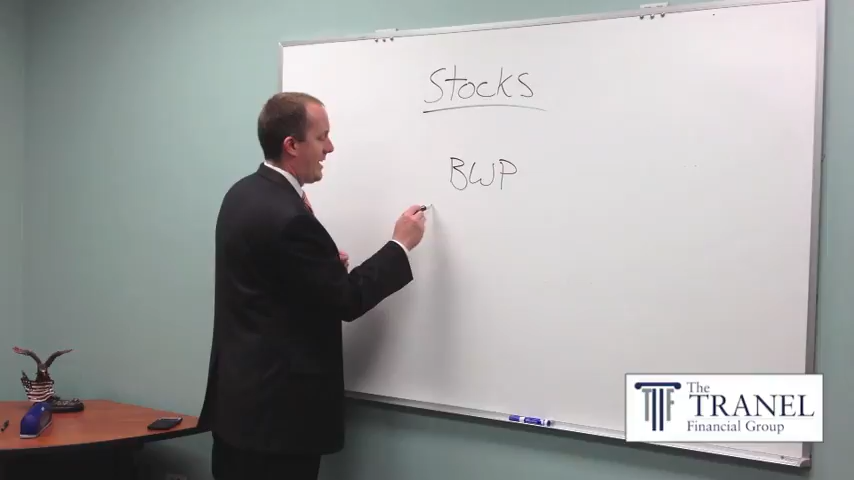 Stocks
BWP
The
TRANEL
Financial Group